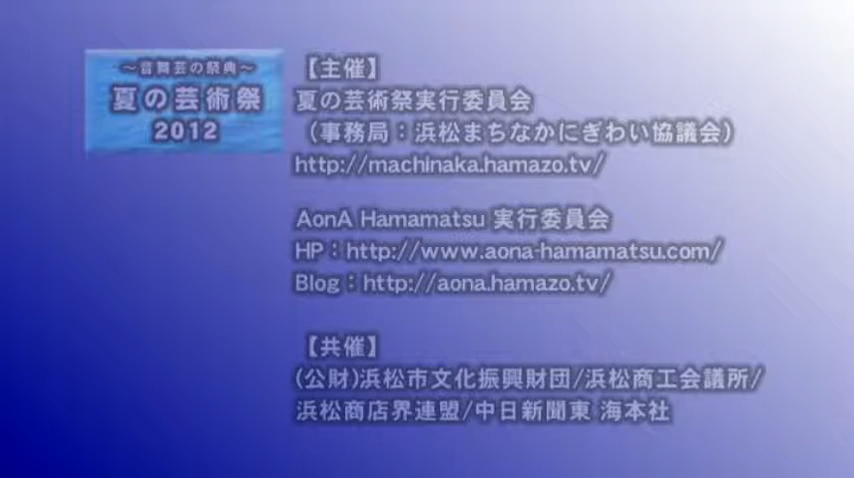 ～音舞芸の祭典～
夏の芸術祭
2012
【主催】
夏の芸術祭実行委員会
（事務局：浜松まちなかにぎわい協議会）
http://machinaka.hamazo.tv/
AonA Hamamatsu 実行委員会
HP：http://www.aona-hamamatsu.com/
Blog：http://aona.hamazo.tv/
【共催】
(公財)浜松市文化振興財団/浜松商工会議所/
浜松商店界連盟/中日新聞東 海本社